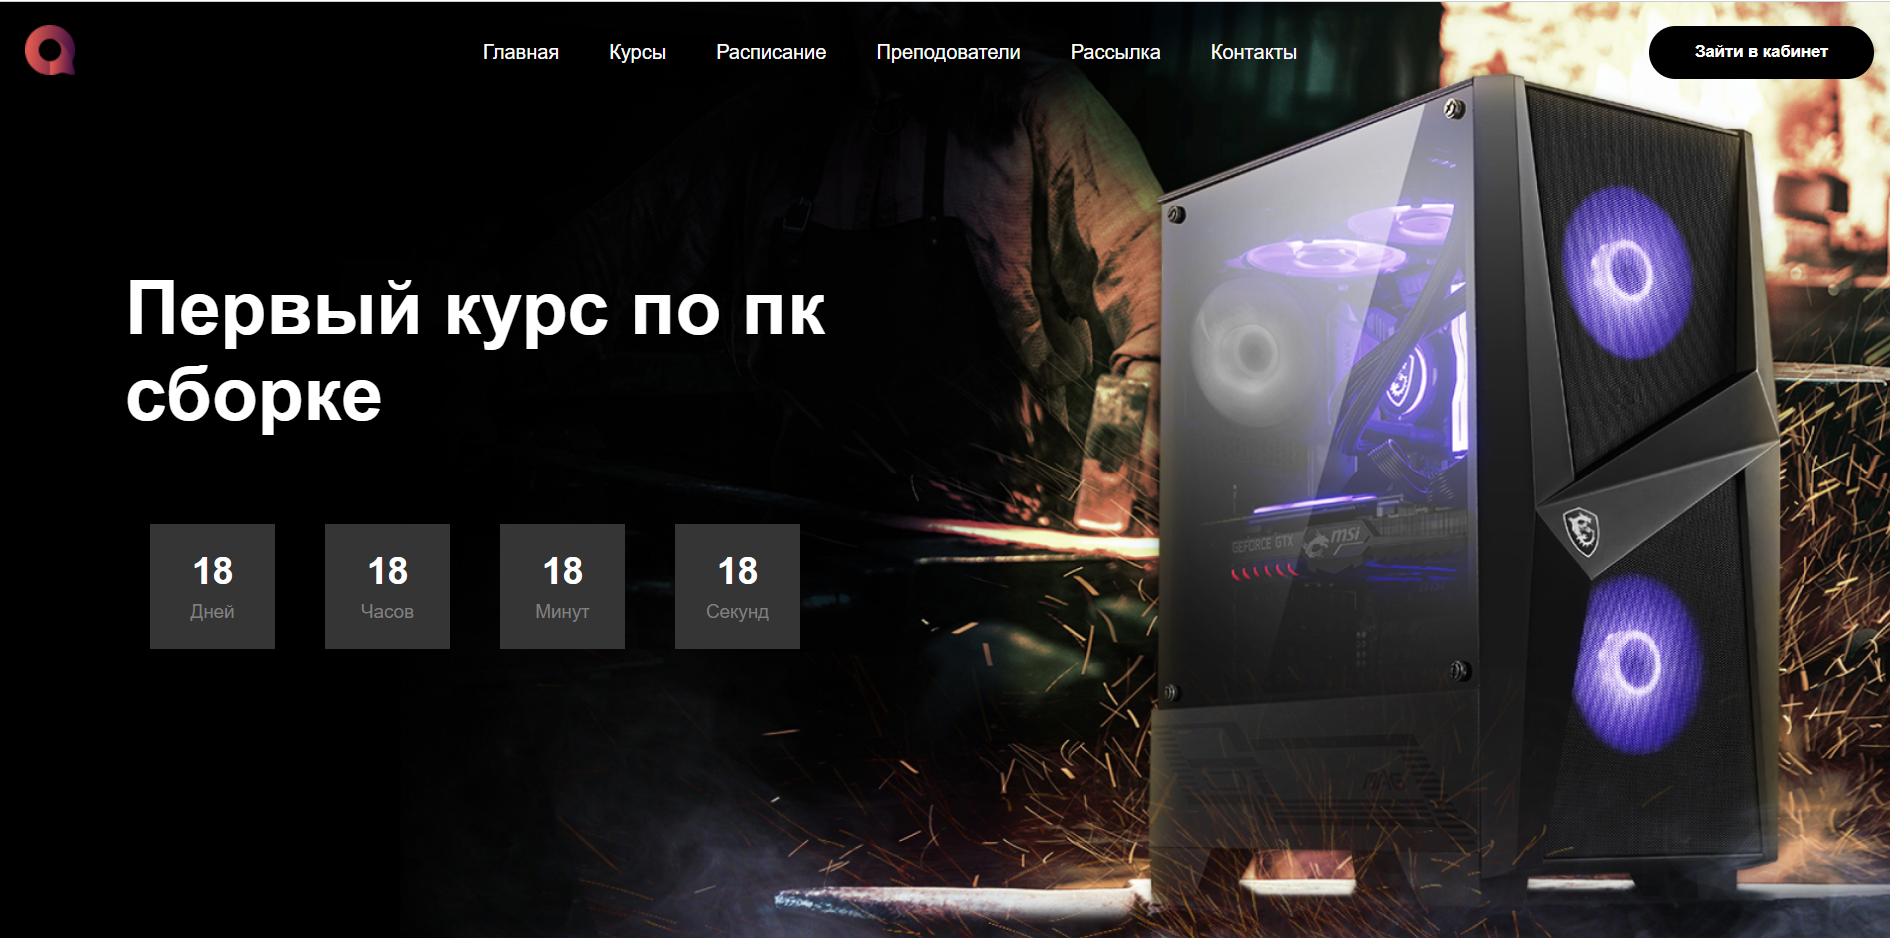 Главная Курсы Расписание Преподователи Рассылка Контакты Зайти в кабинет
Первый курс по пк
сборке
18 18 18 18
Дней Часов Минут Секунд
GEFORCE GTX msi